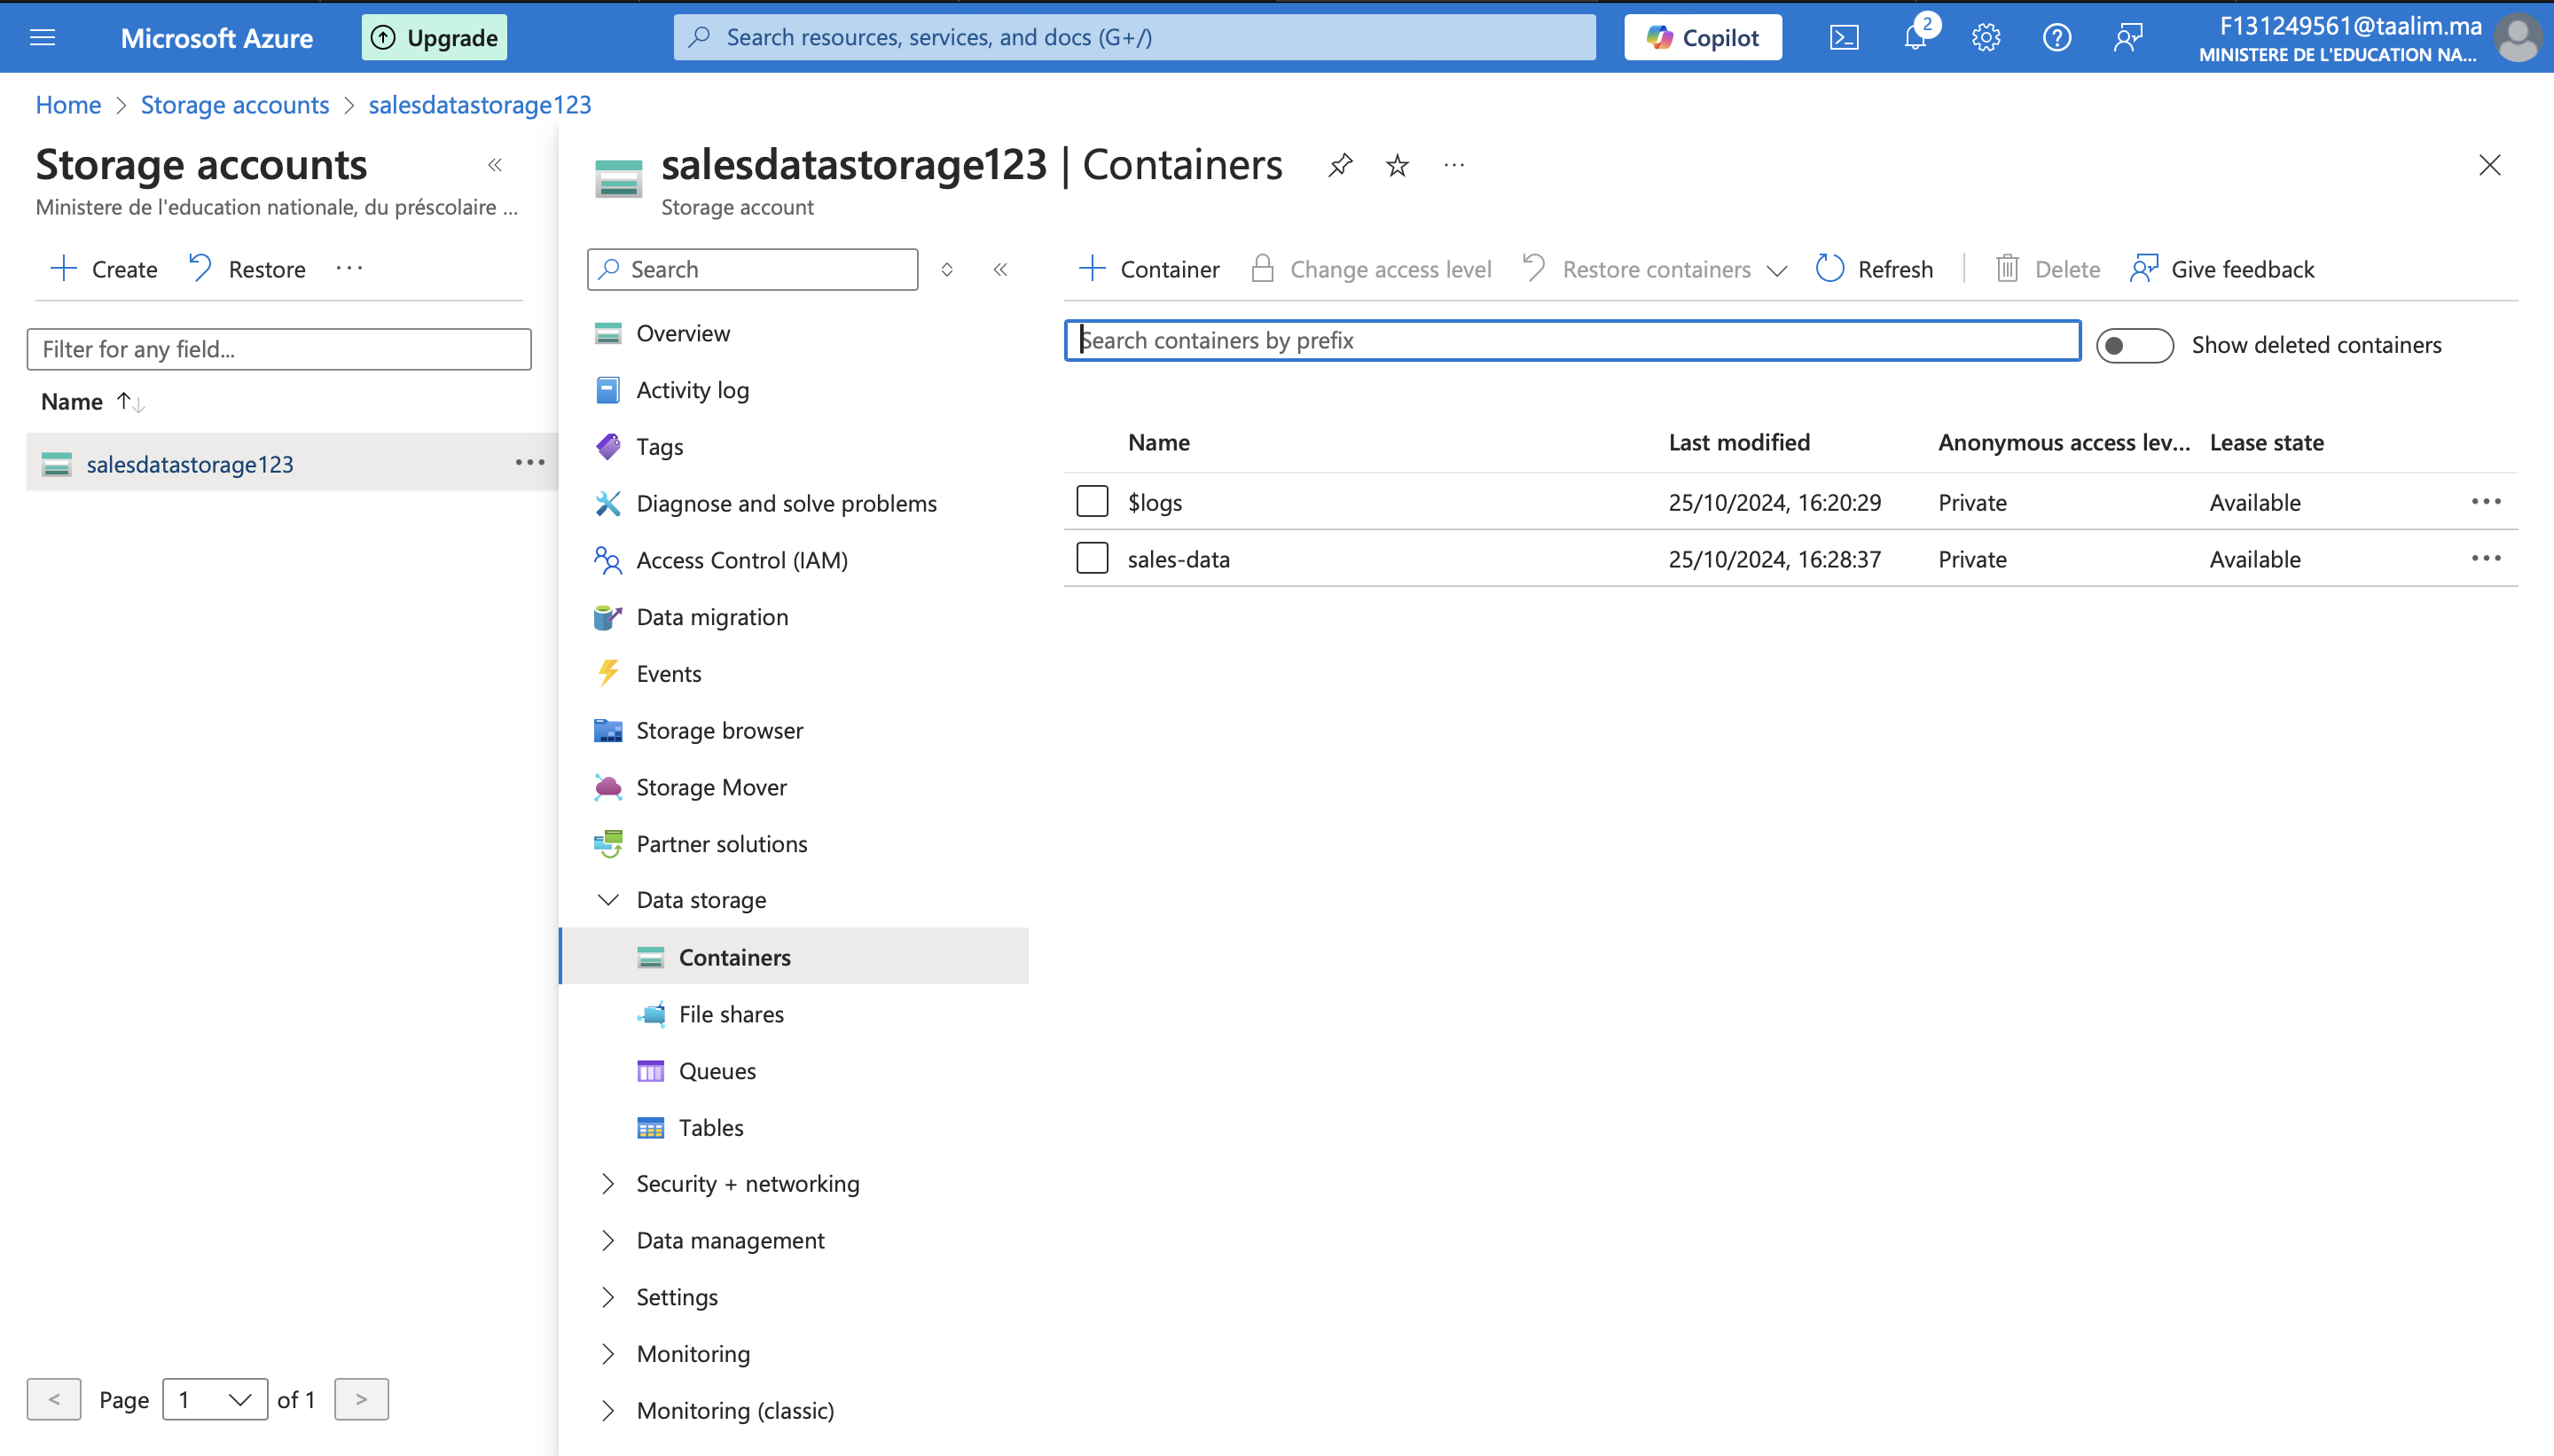 Microsoft Azure
Upgrade
Search resources, services, and docs (G+/)
Copilot
2
F131249561@taalim.ma
MINISTERE DE L'EDUCATION NA...
Home > Storage accounts > salesdatastorage123
Storage accounts
Ministere de l'education nationale, du préscolaire ...
Create
Restore
Filter for any field...
Name
salesdatastorage123
< Page 1 of 1 >
salesdatastorage123 | Containers
Storage account
Search
Overview
Activity log
Tags
Diagnose and solve problems
Access Control (IAM)
Data migration
Events
Storage browser
Storage Mover
Partner solutions
Data storage
Containers
File shares
Queues
Tables
Security + networking
Data management
Settings
Monitoring
Monitoring (classic)
Container
Change access level
Restore containers
Refresh
Delete
Give feedback
Search containers by prefix
Show deleted containers
Name Last modified Anonymous access lev... Lease state
$logs 25/10/2024, 16:20:29 Private Available
sales-data 25/10/2024, 16:28:37 Private Available